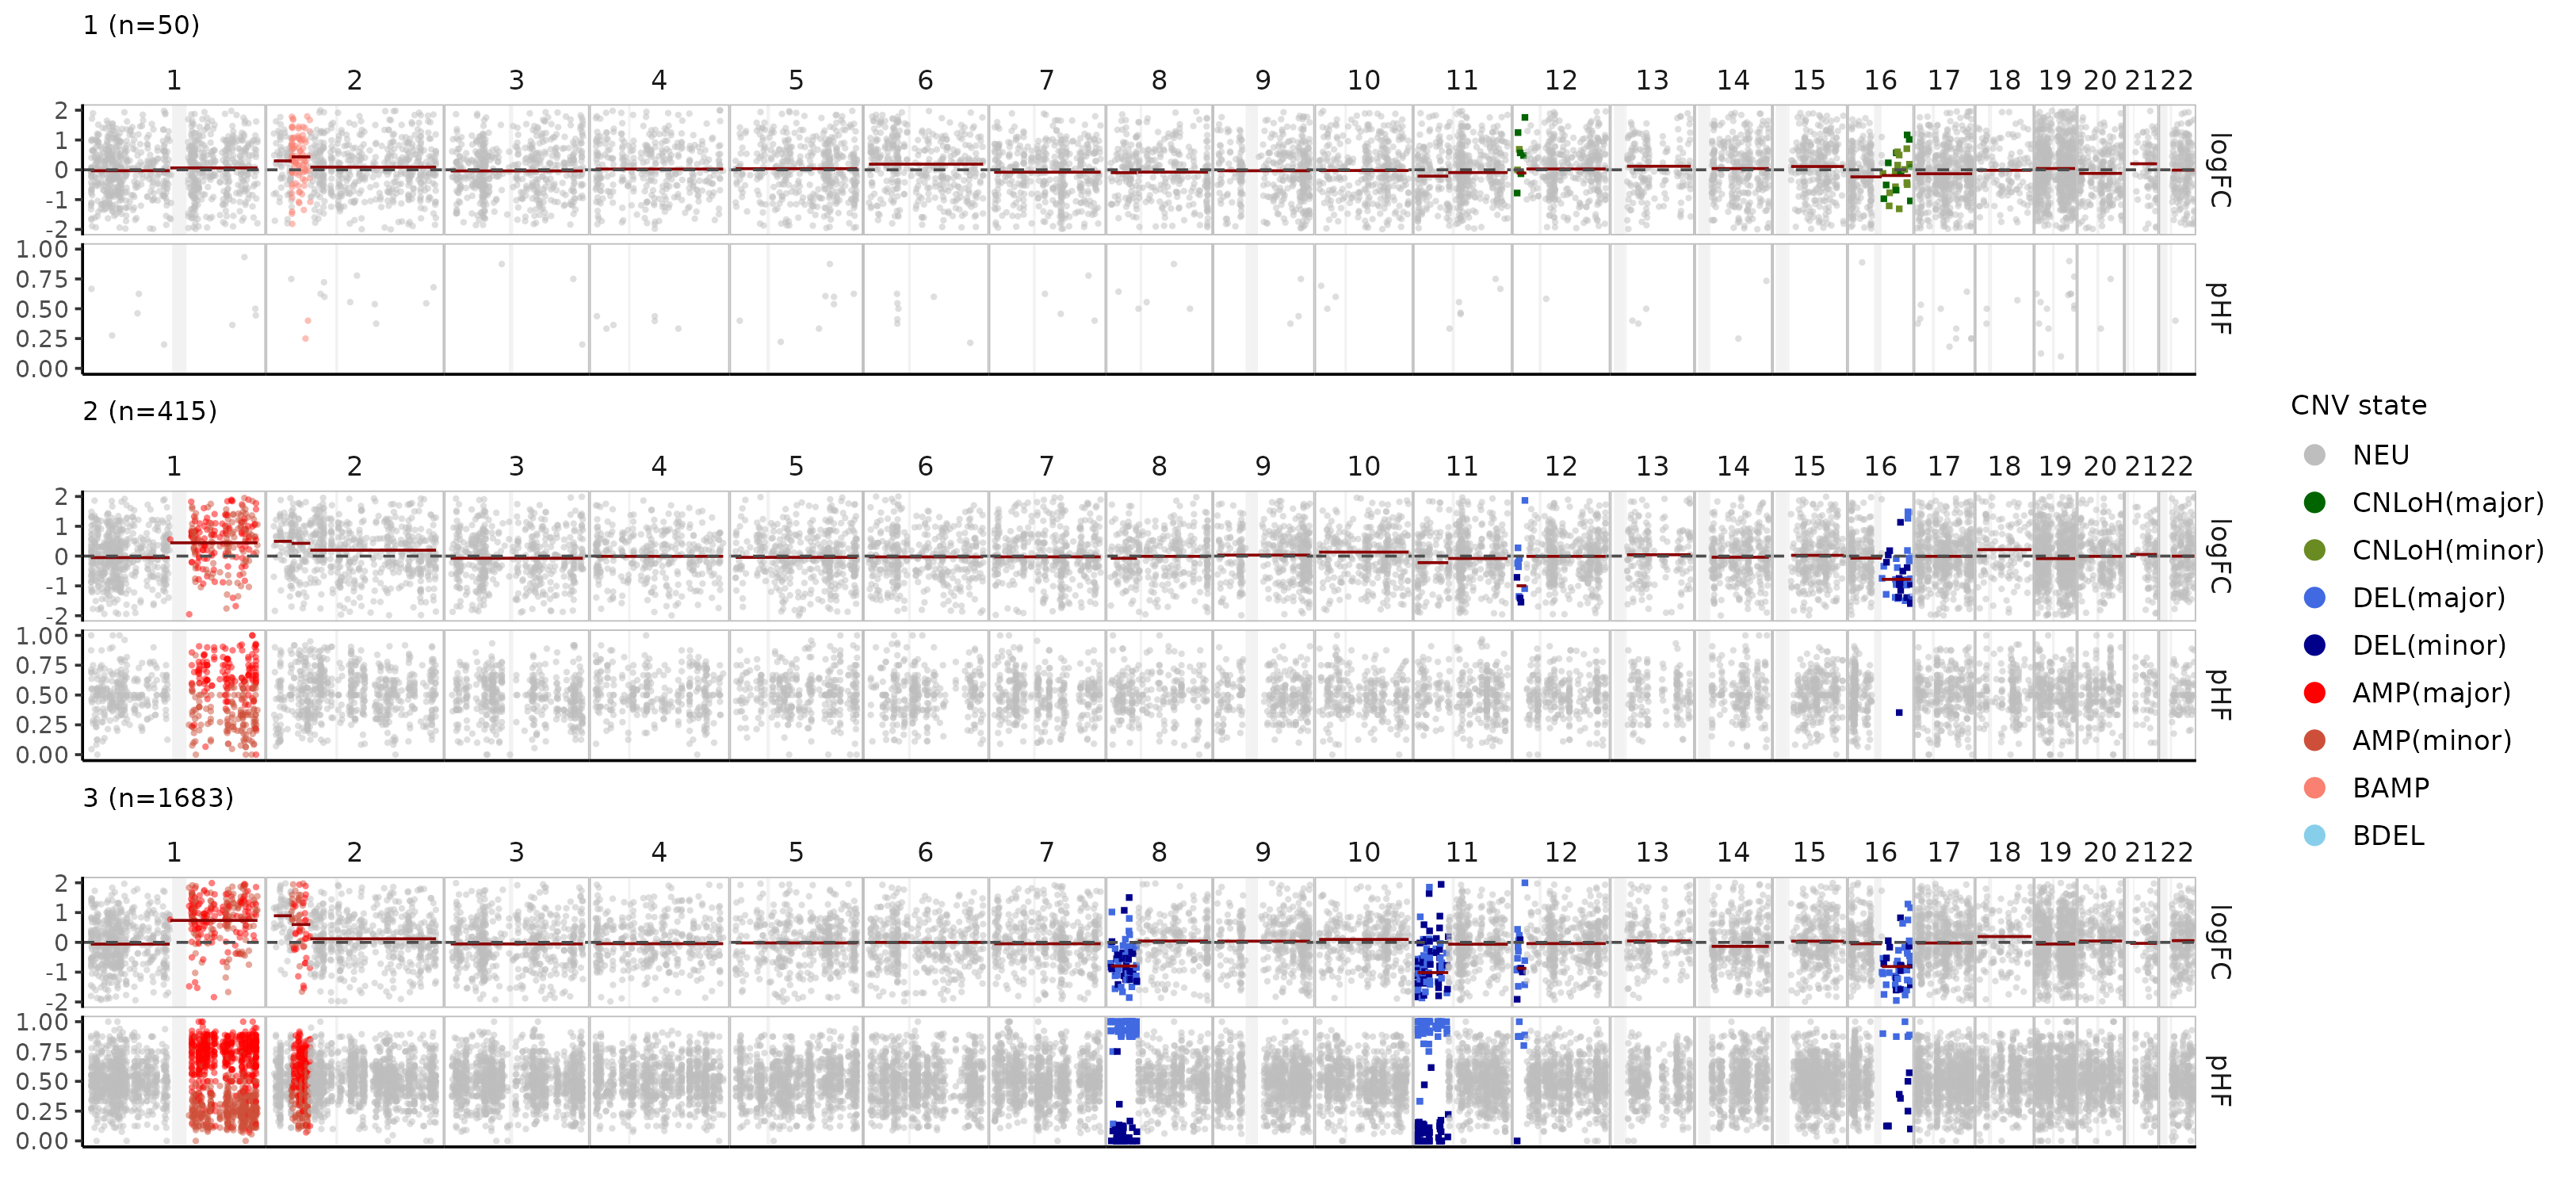 1 (n=50)
1 2 3 4 5 6 7 8 9 10 11 12 13 14 15 16 17 18 19 20 21 22
2
1
0
-1
-2
logFC
1.00
0.75
0.50
0.25
0.00
pHF
2 (n=415)
1 2 3 4 5 6 7 8 9 10 11 12 13 14 15 16 17 18 19 20 21 22
2
1
0
-1
-2
logFC
1.00
0.75
0.50
0.25
0.00
pHF
3 (n=1683)
1 2 3 4 5 6 7 8 9 10 11 12 13 14 15 16 17 18 19 20 21 22
2
1
0
-1
-2
logFC
1.00
0.75
0.50
0.25
0.00
pHF
CNV state
NEU
CNLoH(major)
CNLoH(minor)
DEL(major)
DEL(minor)
AMP(major)
AMP(minor)
BAMP
BDEL